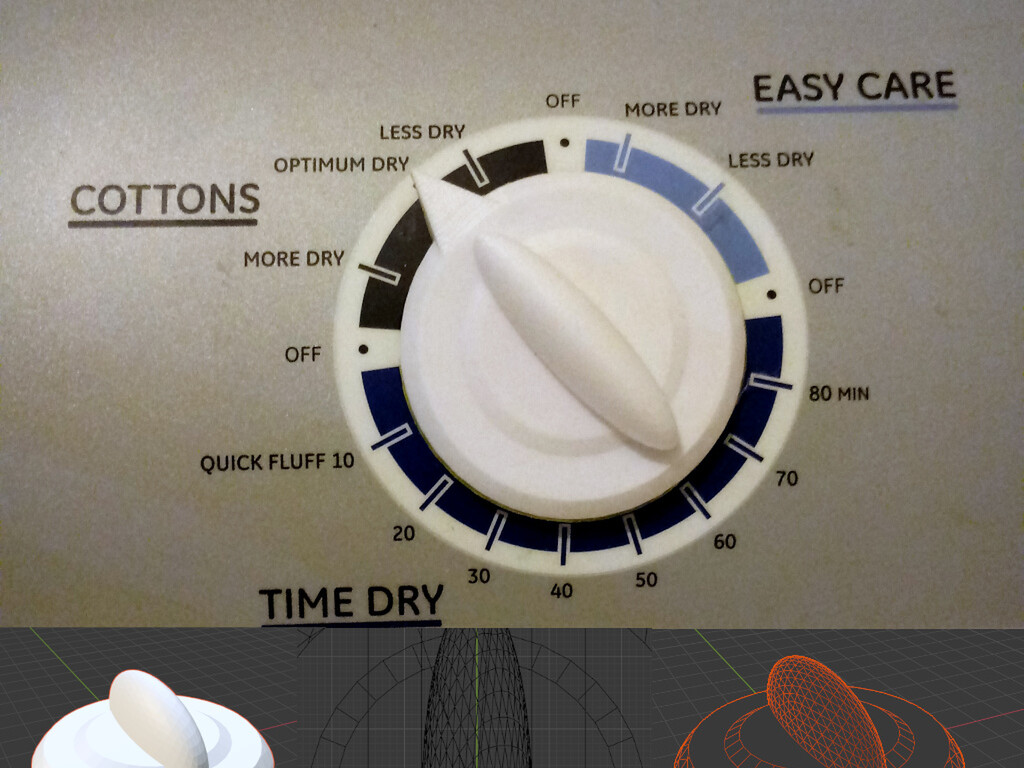 EASY CARE
OFF
MORE DRY
LESS DRY
LESS DRY
OPTIMUM DRY
COTTONS
MORE DRY
OFF
OFF
80 MIN
QUICK FLUFF 10
70
20
60
30
50
40
TIME DRY